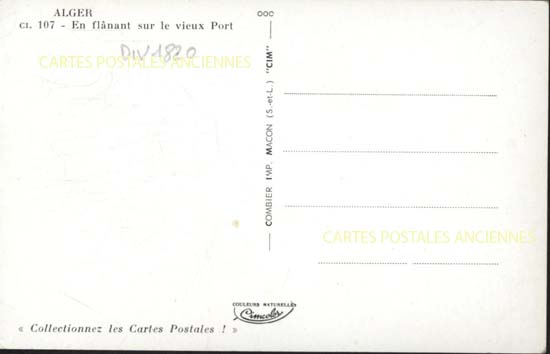 ALGER
CI. 107 - En flânant sur le vieux Port
DIV1820
CARTES POSTALES ANCIENNES
COMBIER IMP. MACON (S.-et-L.) "CIM"
CARTES POSTALES ANCIENNES
COULEURS NATURELLES
Cimcolor
« Collectionnez les Cartes Postales ! »